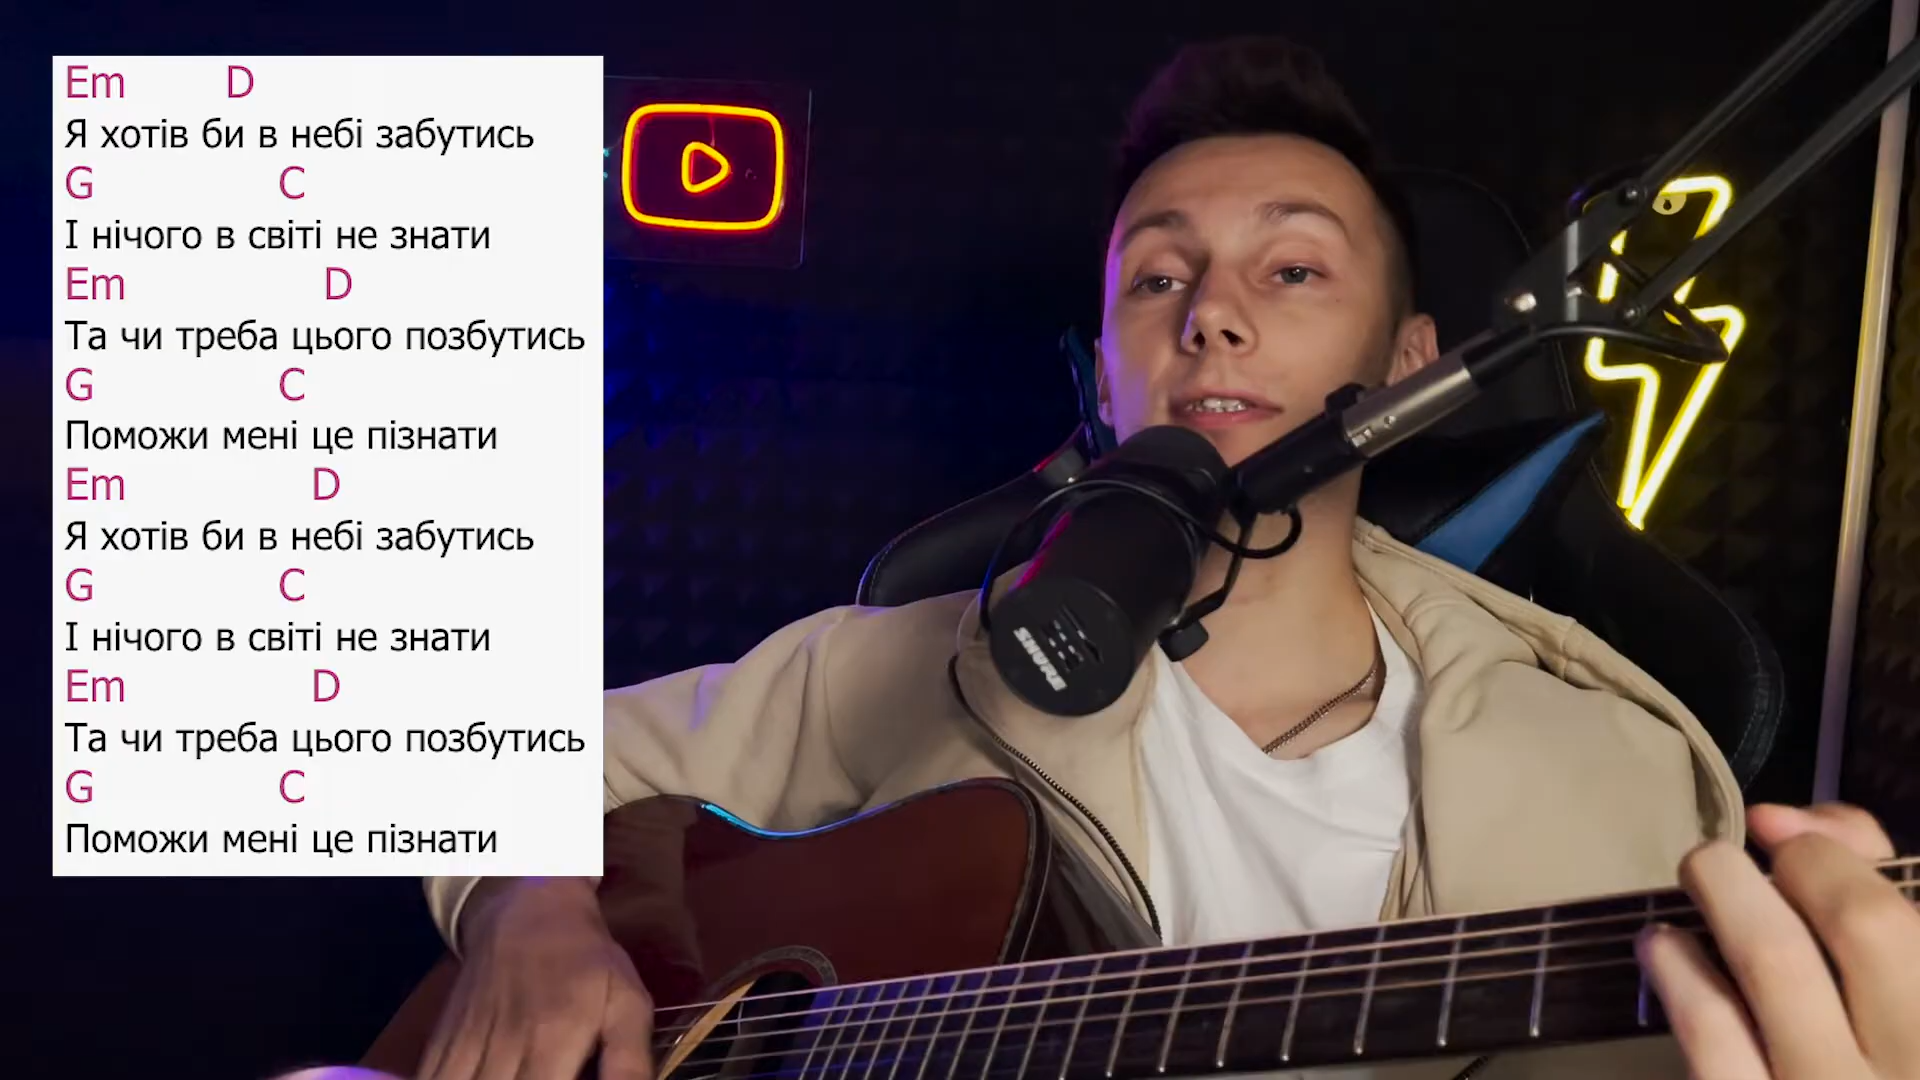 Em D
Я хотів би в небі забутись
G C
І нічого в світі не знати
Em D
Та чи треба цього позбутись
G C
Поможи мені це пізнати
Em D
Я хотів би в небі забутись
G C
І нічого в світі не знати
Em D
Та чи треба цього позбутись
G C
Поможи мені це пізнати
SHURE